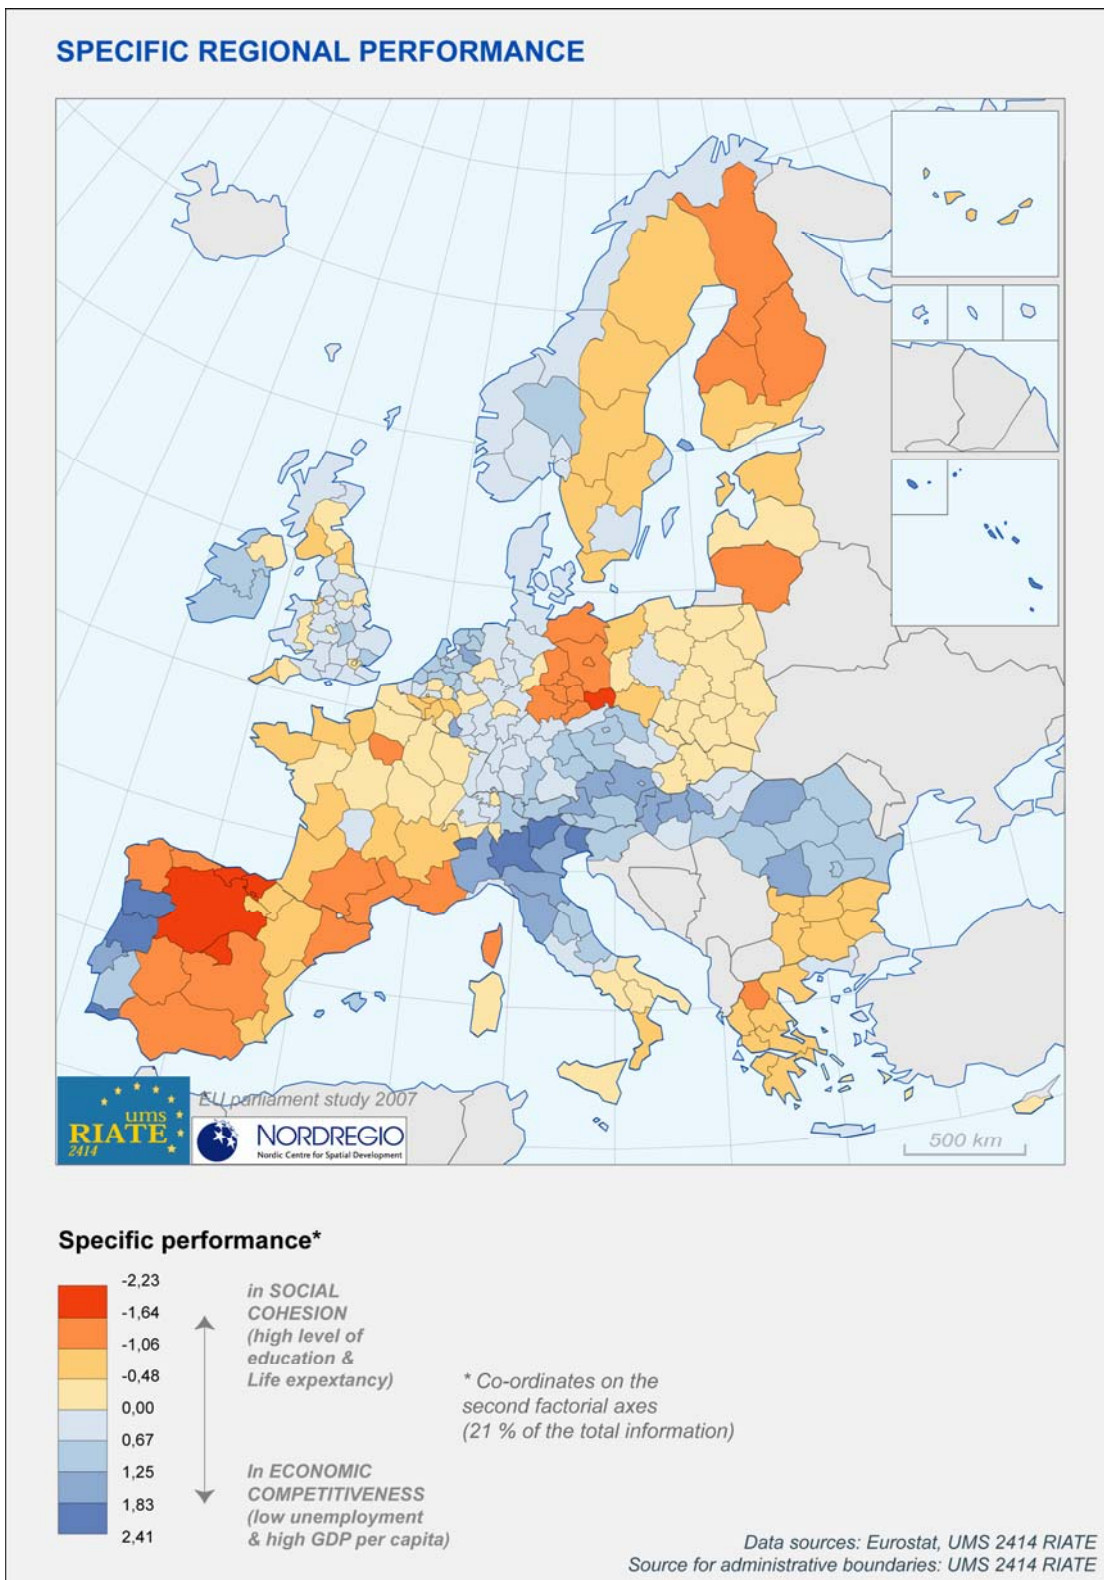 SPECIFIC REGIONAL PERFORMANCE
EU parliament study 2007
ums
RIATE
2414
NORDREGIO
Nordic Centre for Spatial Development
500 km
Specific performance*
-2,23
-1,64
-1,06
-0,48
0,00
0,67
1,25
1,83
2,41
in SOCIAL
COHESION
(high level of
education &
Life expextancy)
In ECONOMIC
COMPETITIVENESS
(low unemployment
& high GDP per capita)
* Co-ordinates on the
second factorial axes
(21 % of the total information)
Data sources: Eurostat, UMS 2414 RIATE
Source for administrative boundaries: UMS 2414 RIATE